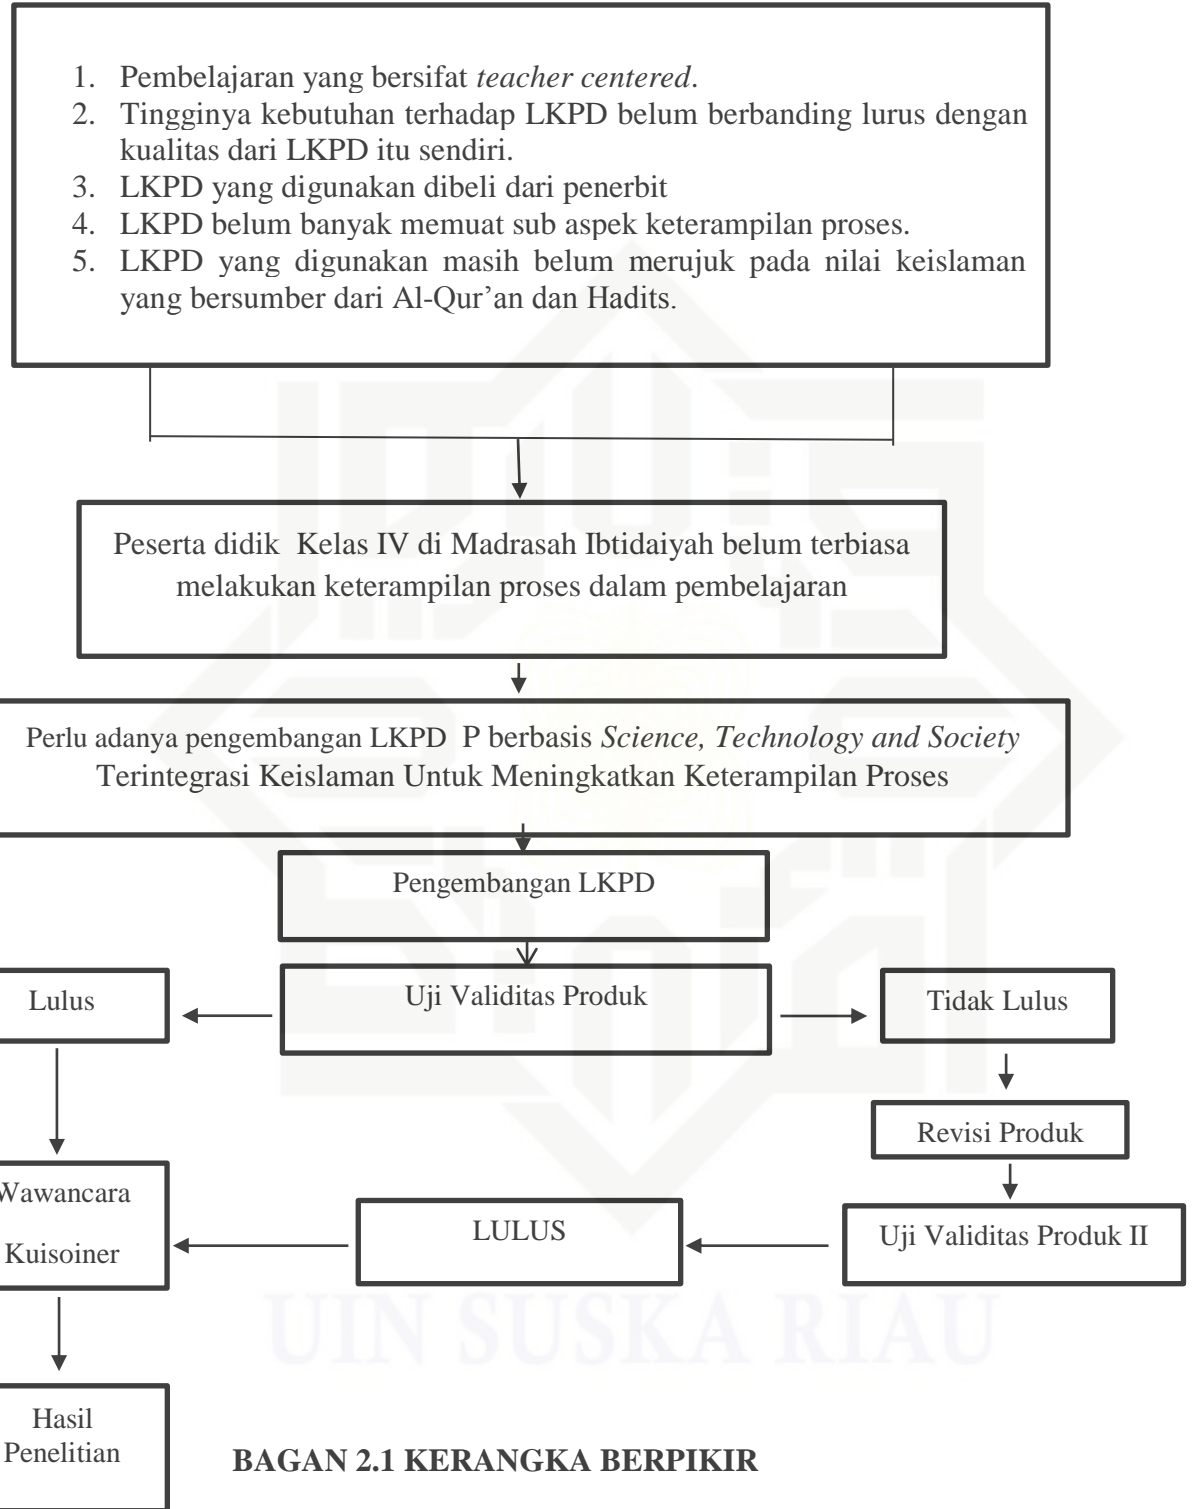 1. Pembelajaran yang bersifat teacher centered.
2. Tingginya kebutuhan terhadap LKPD belum berbanding lurus dengan
kualitas dari LKPD itu sendiri.
3. LKPD yang digunakan dibeli dari penerbit
4. LKPD belum banyak memuat sub aspek keterampilan proses.
5. LKPD yang digunakan masih belum merujuk pada nilai keislaman
yang bersumber dari Al-Qur’an dan Hadits.
Peserta didik Kelas IV di Madrasah Ibtidaiyah belum terbiasa
melakukan keterampilan proses dalam pembelajaran
Perlu adanya pengembangan LKPD P berbasis Science, Technology and Society
Terintegrasi Keislaman Untuk Meningkatkan Keterampilan Proses
Pengembangan LKPD
Lulus
Uji Validitas Produk
Tidak Lulus
Revisi Produk
Wawancara
Kuisoiner
LULUS
Uji Validitas Produk II
UIN SUSKA RIAU
Hasil
Penelitian
BAGAN 2.1 KERANGKA BERPIKIR